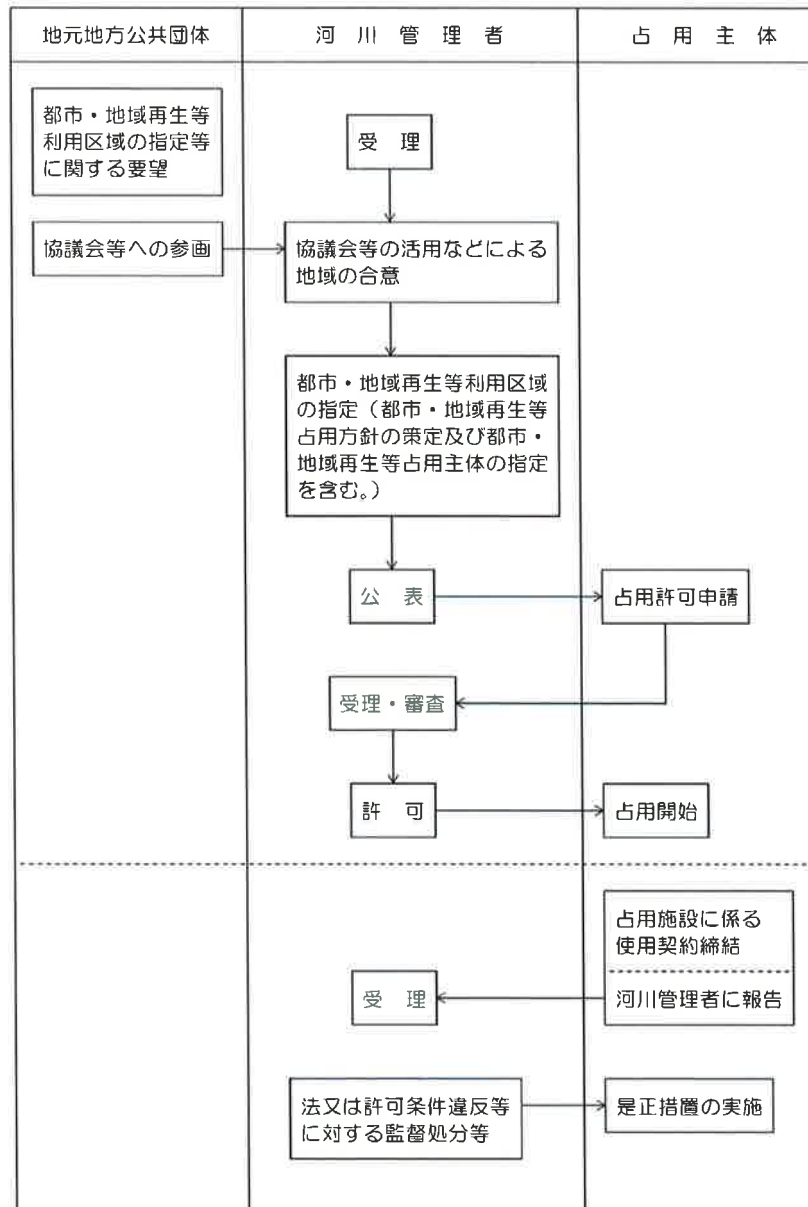 地元地方公共団体
河川管理者
占用主体
都市・地域再生等
利用区域の指定等
に関する要望
受理
協議会等への参画
協議会等の活用などによる
地域の合意
都市・地域再生等利用区域
の指定（都市・地域再生等
占用方針の策定及び都市・
地域再生等占用主体の指定
を含む。）
公表
占用許可申請
受理・審査
許可
占用開始
占用施設に係る
使用契約締結
受理
河川管理者に報告
法又は許可条件違反等
に対する監督処分等
是正措置の実施